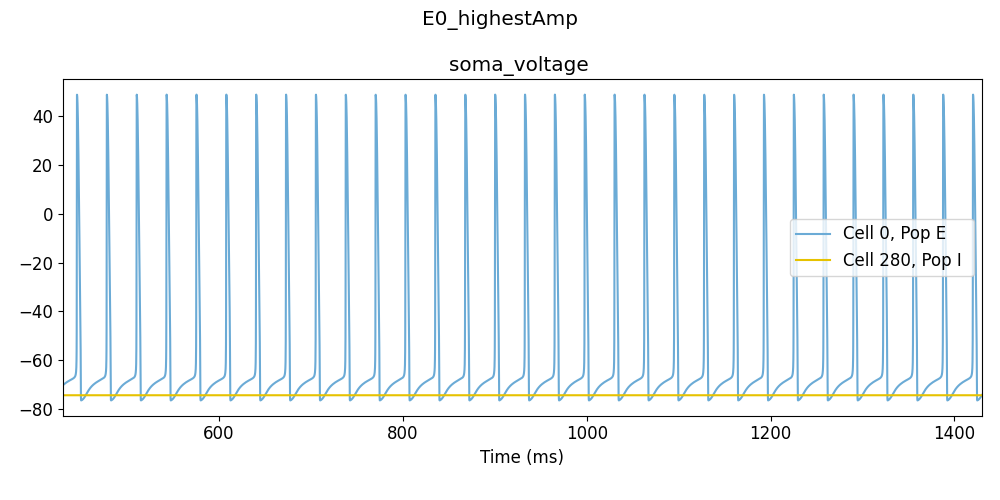 E0_highestAmp
soma_voltage
40
20
0
−20
−40
−60
−80
Cell 0, Pop E
Cell 280, Pop I
600 800 1000 1200 1400
Time (ms)